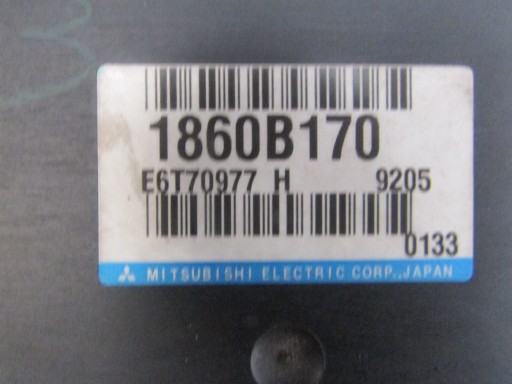 1860B170
E6T70977 H 9205
0133
MITSUBISHI ELECTRIC CORP.,JAPAN